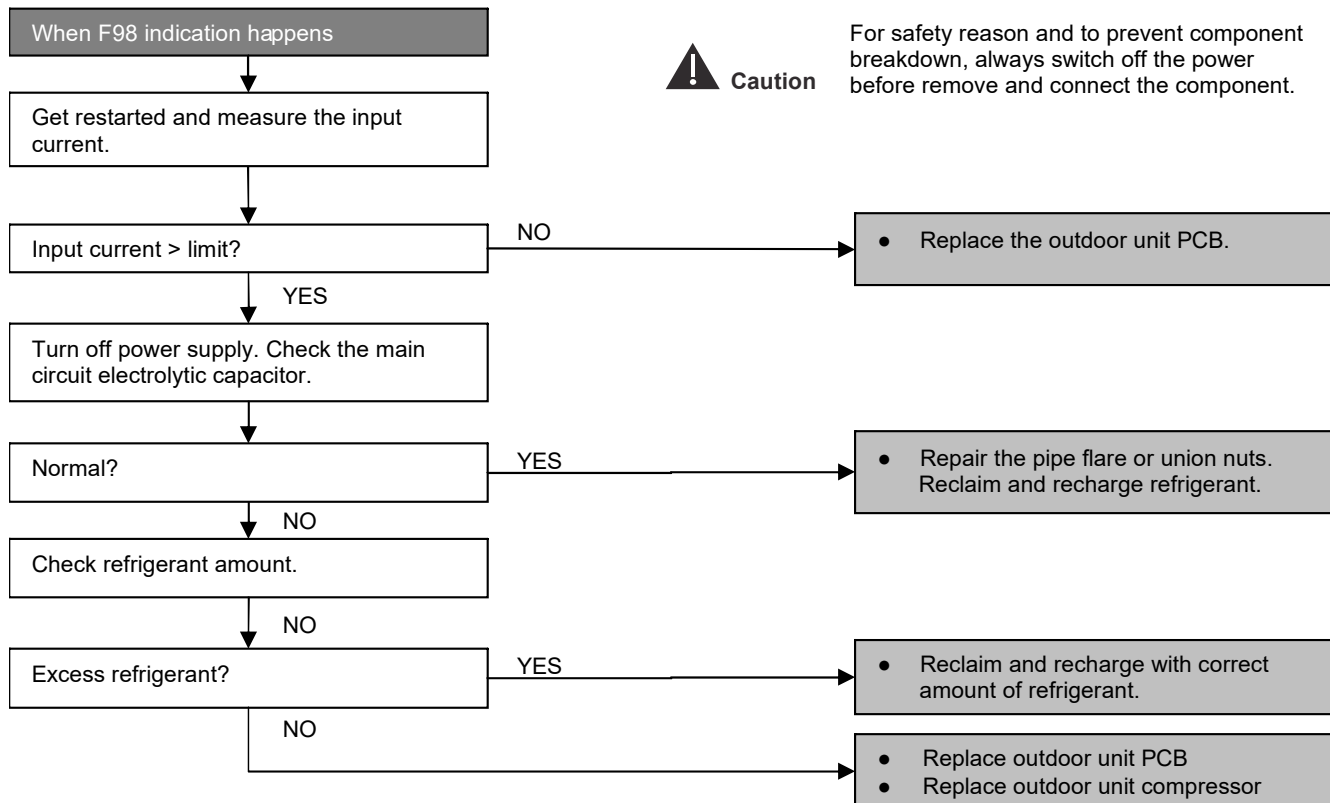 When F98 indication happens
Caution
For safety reason and to prevent component
breakdown, always switch off the power
before remove and connect the component.
Get restarted and measure the input
current.
Input current > limit?
NO
● Replace the outdoor unit PCB.
YES
Turn off power supply. Check the main
circuit electrolytic capacitor.
Normal?
YES
● Repair the pipe flare or union nuts.
Reclaim and recharge refrigerant.
NO
Check refrigerant amount.
NO
Excess refrigerant?
YES
● Reclaim and recharge with correct
amount of refrigerant.
NO
● Replace outdoor unit PCB
● Replace outdoor unit compressor